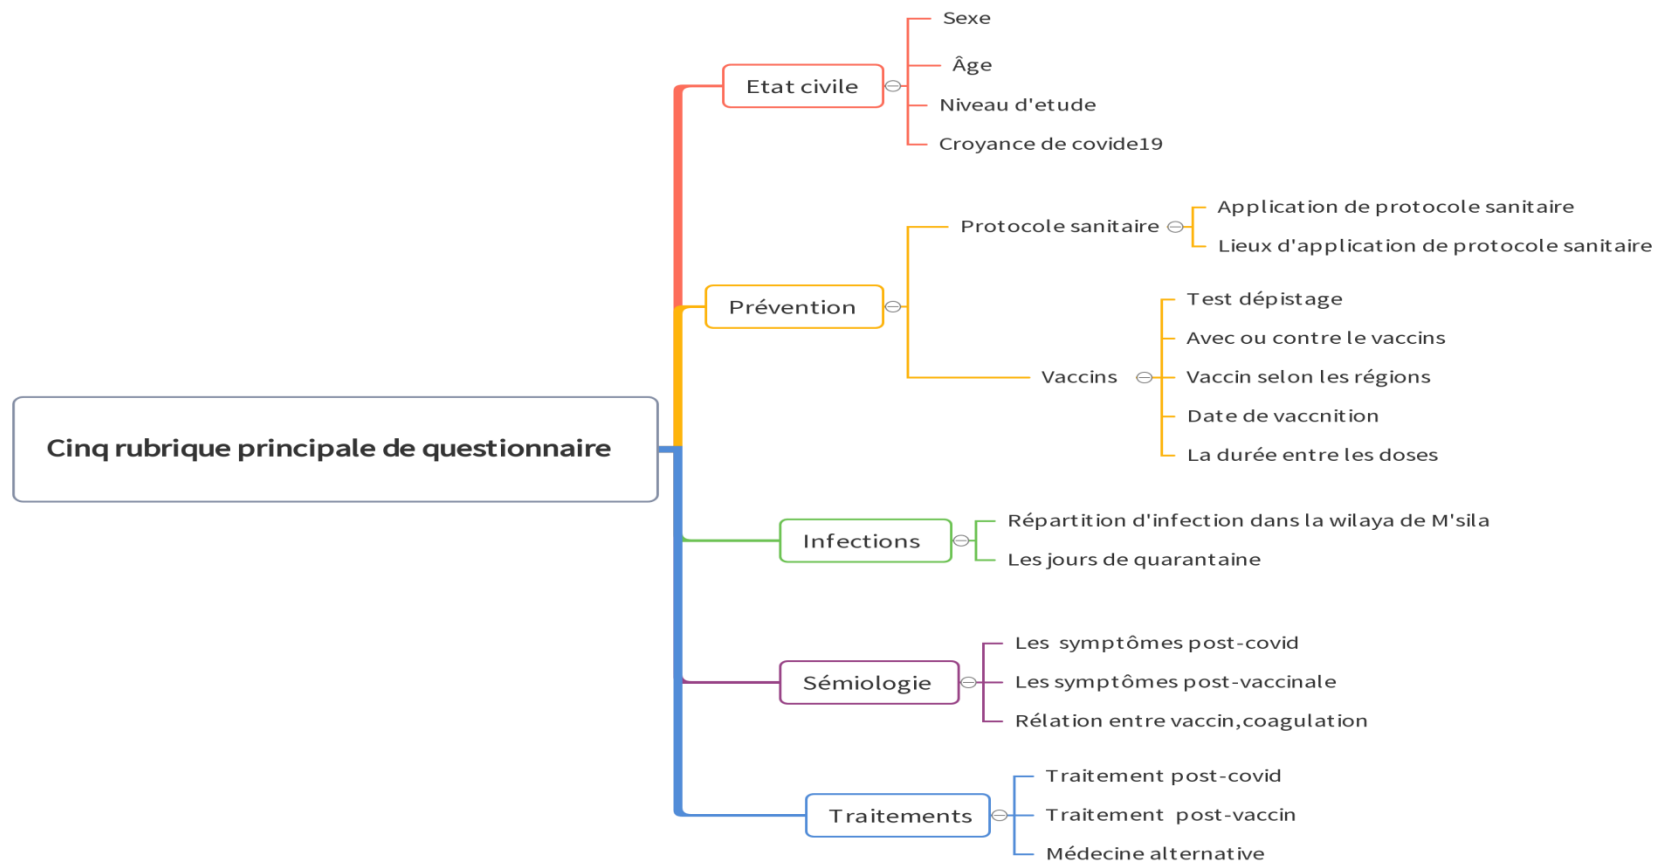 Cinq rubrique principale de questionnaire
Etat civile
Sexe
Âge
Niveau d'etude
Croyance de covide19
Prévention
Protocole sanitaire
Application de protocole sanitaire
Lieux d'application de protocole sanitaire
Vaccins
Test dépistage
Avec ou contre le vaccins
Vaccin selon les régions
Date de vaccnition
La durée entre les doses
Infections
Répartition d'infection dans la wilaya de M'sila
Les jours de quarantaine
Sémiologie
Les symptômes post-covid
Les symptômes post-vaccinale
Rélation entre vaccin,coagulation
Traitements
Traitement post-covid
Traitement post-vaccin
Médecine alternative